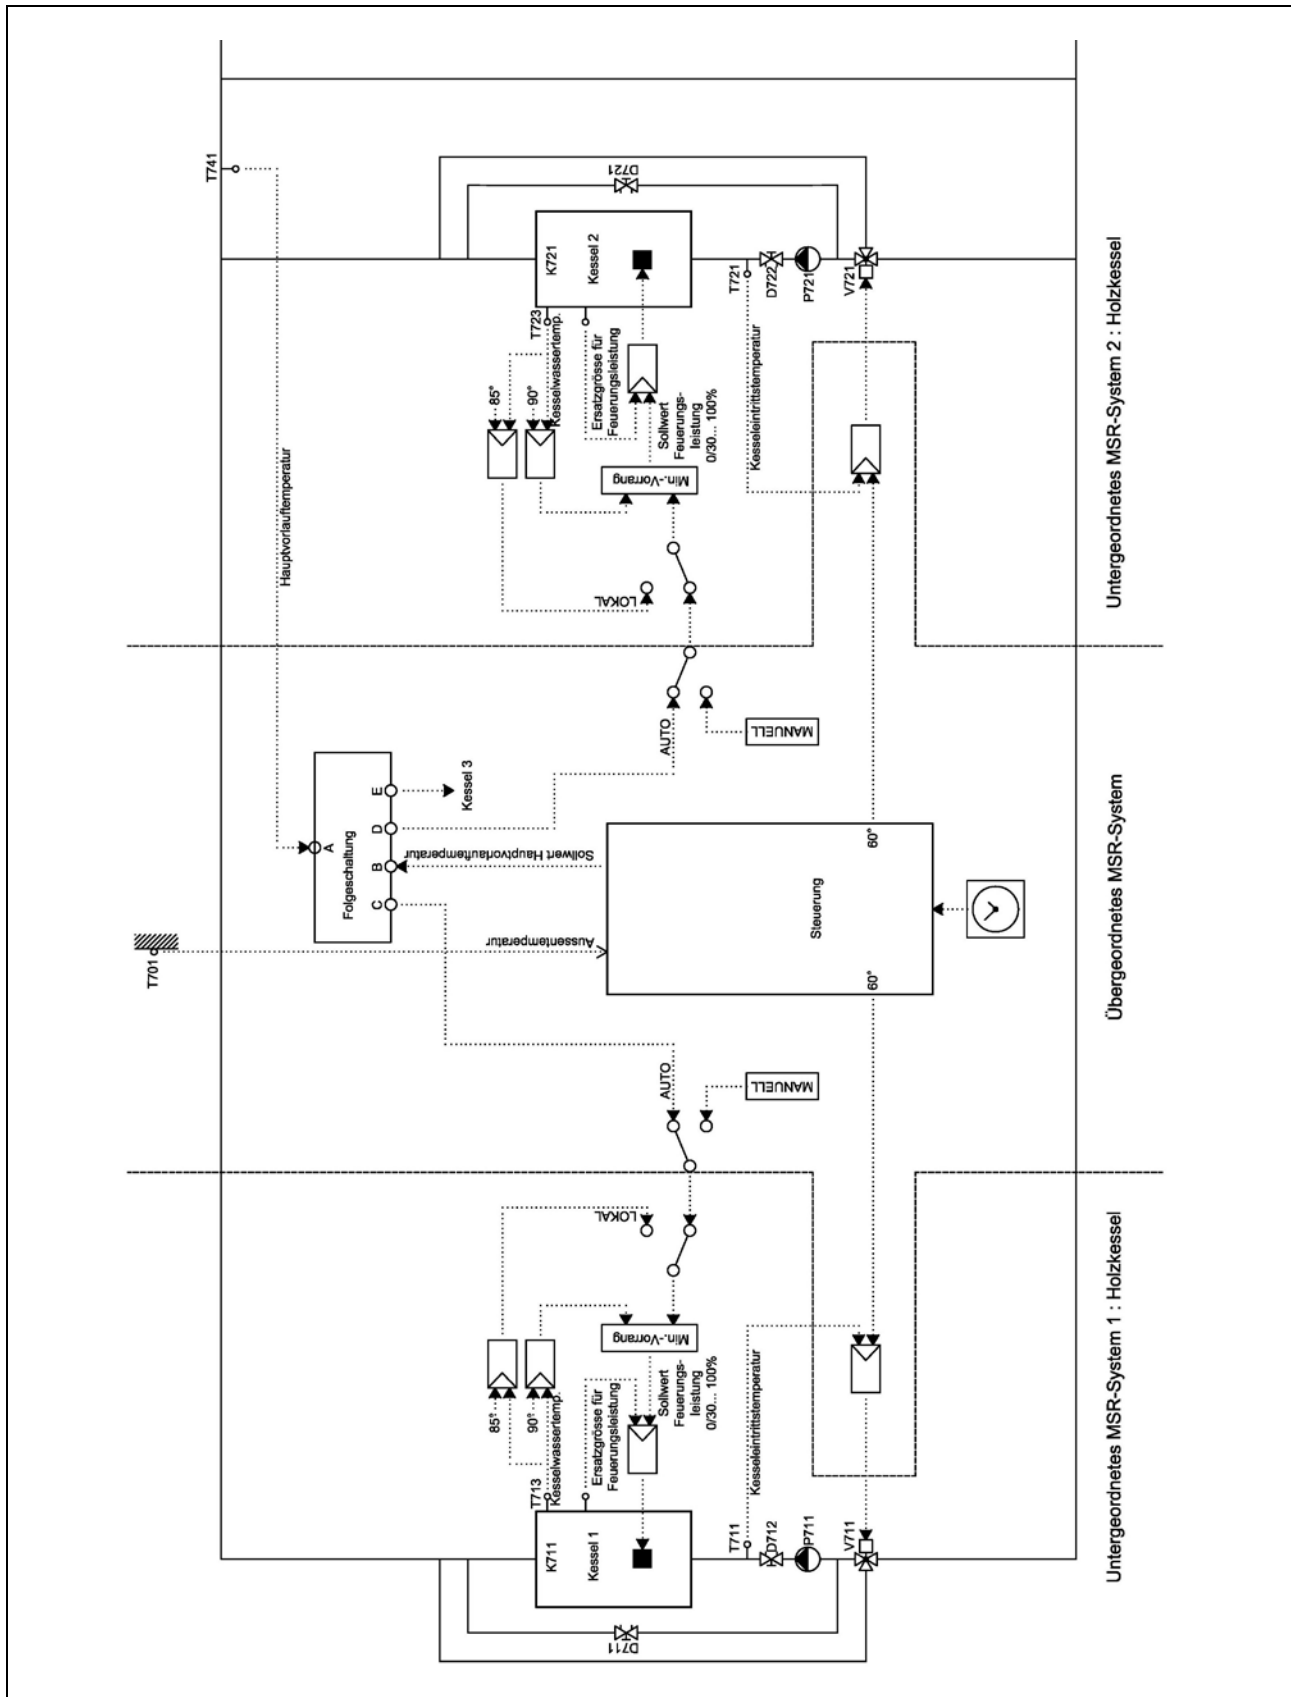 Untergeordnetes MSR-System 1 : Holzkessel
Übergeordnetes MSR-System
Untergeordnetes MSR-System 2 : Holzkessel
T701
T741
Hauptvorlauftemperatur
Aussentemperatur
Sollwert Hauptvorlauftemperatur
Folgeschaltung
A
C
B
D
E
Kessel 3
Steuerung
60°
60°
AUTO
MANUELL
AUTO
MANUELL
LOKAL
85°
90°
T713
Kesselwassertemp.
Ersatzgrösse für
Feuerungsleistung
Min.-Vorrang
Sollwert
Feuerungs-
leistung
0/30... 100%
K711
Kessel 1
Kesseleintrittstemperatur
T711
D712
P711
V711
D711
LOKAL
85°
90°
T723
Kesselwassertemp.
Ersatzgrösse für
Feuerungsleistung
Min.-Vorrang
Sollwert
Feuerungs-
leistung
0/30... 100%
K721
Kessel 2
Kesseleintrittstemperatur
T721
D722
P721
V721
D721